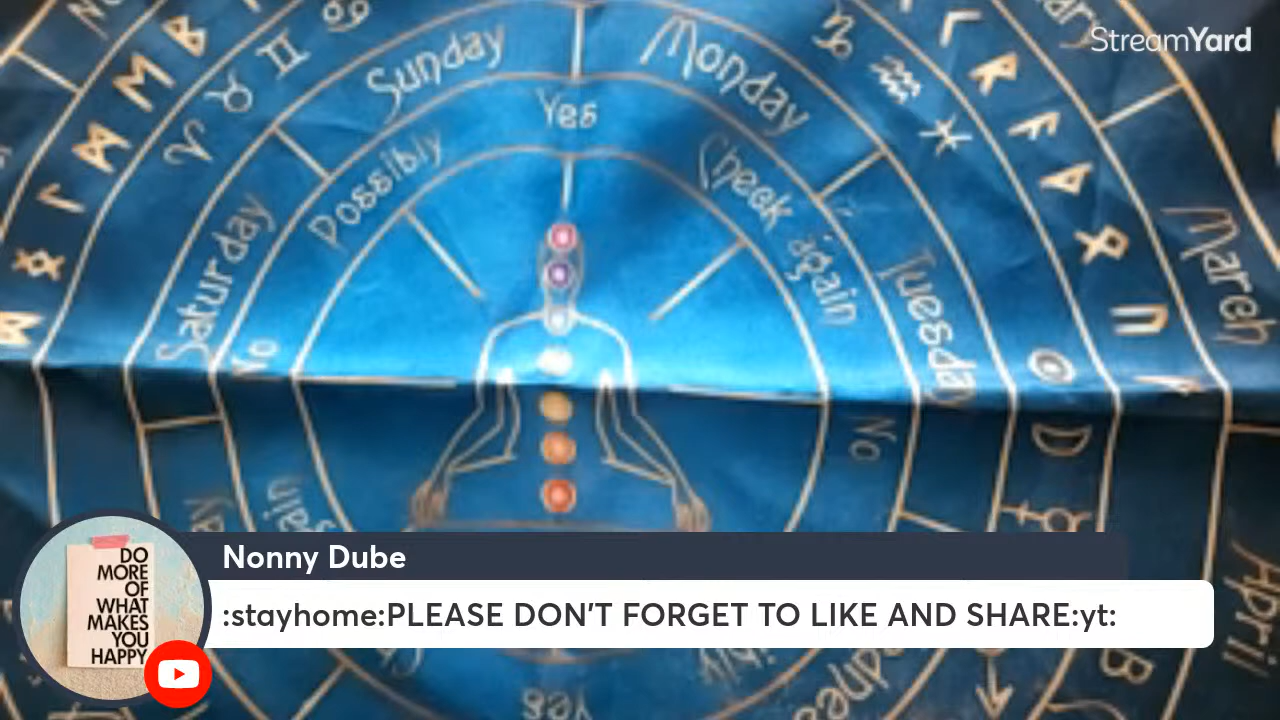 StreamYard
Sunday
Monday
Yes
Possibly
Check again
Saturday
Tuesday
March
No
No
April
DO
MORE
OF
WHAT
MAKES
YOU
HAPPY
Nonny Dube
:stayhome:PLEASE DON'T FORGET TO LIKE AND SHARE:yt:
Yes